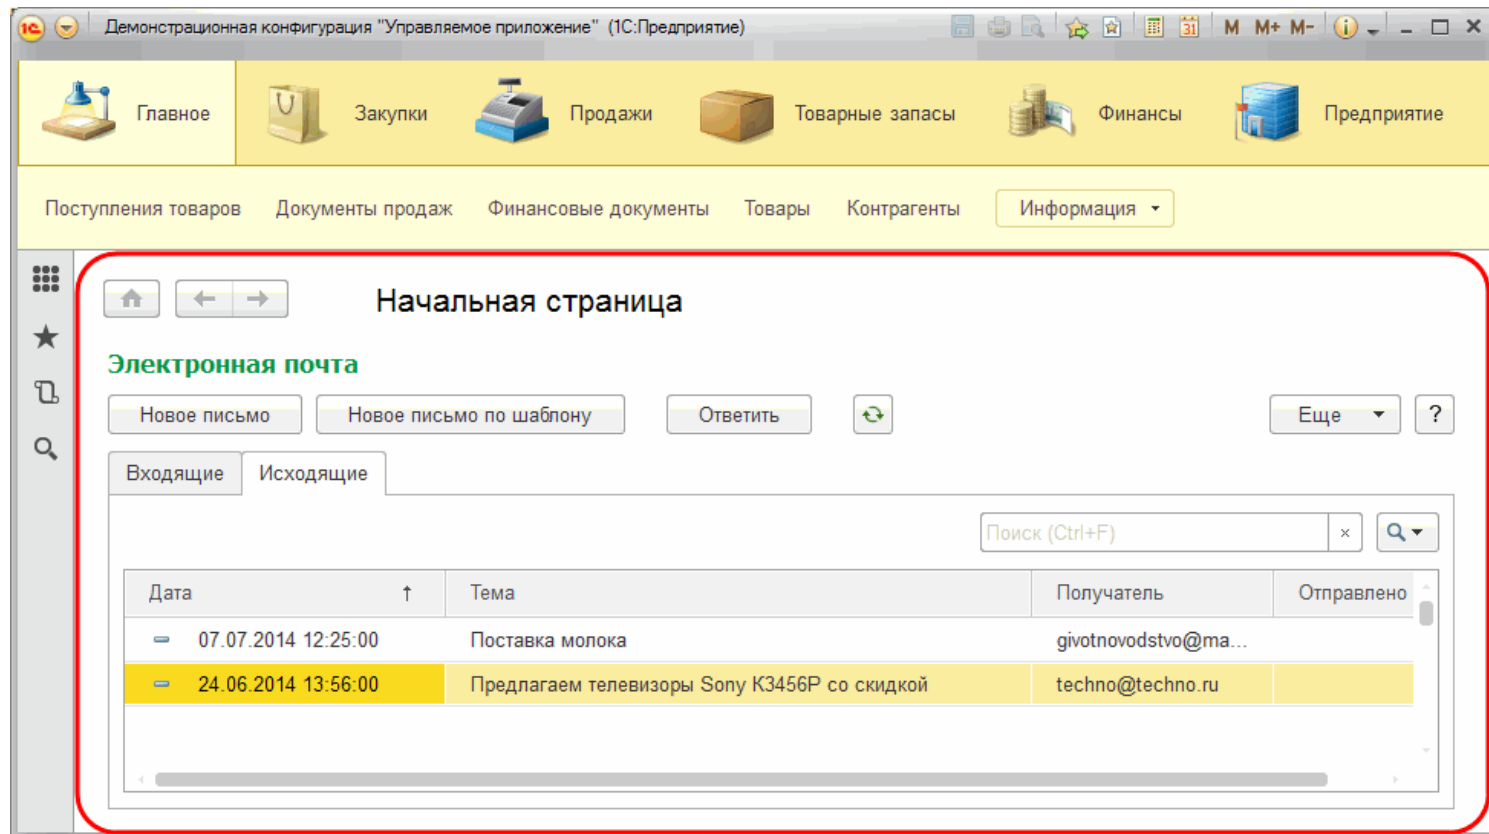 1С Демонстрационная конфигурация "Управляемое приложение" (1С:Предприятие) 31 M M+ M-
Главное Закупки Продажи Товарные запасы Финансы Предприятие
Поступления товаров Документы продаж Финансовые документы Товары Контрагенты Информация
Начальная страница
Электронная почта
Новое письмо Новое письмо по шаблону Ответить Еще ?
Входящие Исходящие
Поиск (Ctrl+F) ×
Дата ↑ Тема Получатель Отправлено
07.07.2014 12:25:00 Поставка молока givotnovodstvo@ma...
24.06.2014 13:56:00 Предлагаем телевизоры Sony К3456Р со скидкой techno@techno.ru